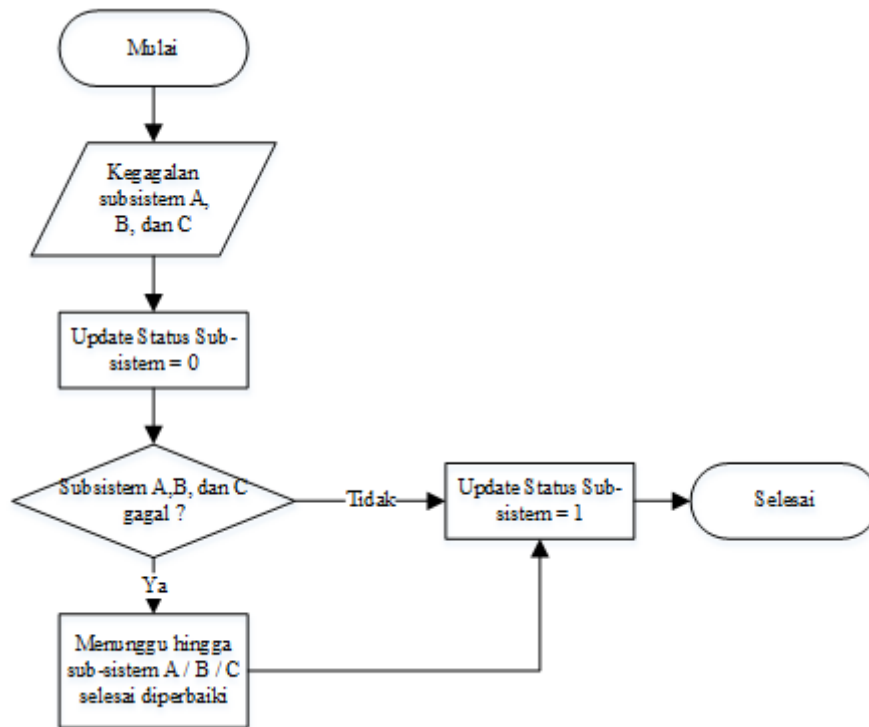 Mulai
Kegagalan
subsistem A,
B, dan C
Update Status Sub-
sistem = 0
Subsistem A,B, dan C
gagal ?
Tidak
Update Status Sub-
sistem = 1
Selesai
Ya
Menunggu hingga
sub-sistem A / B / C
selesai diperbaiki